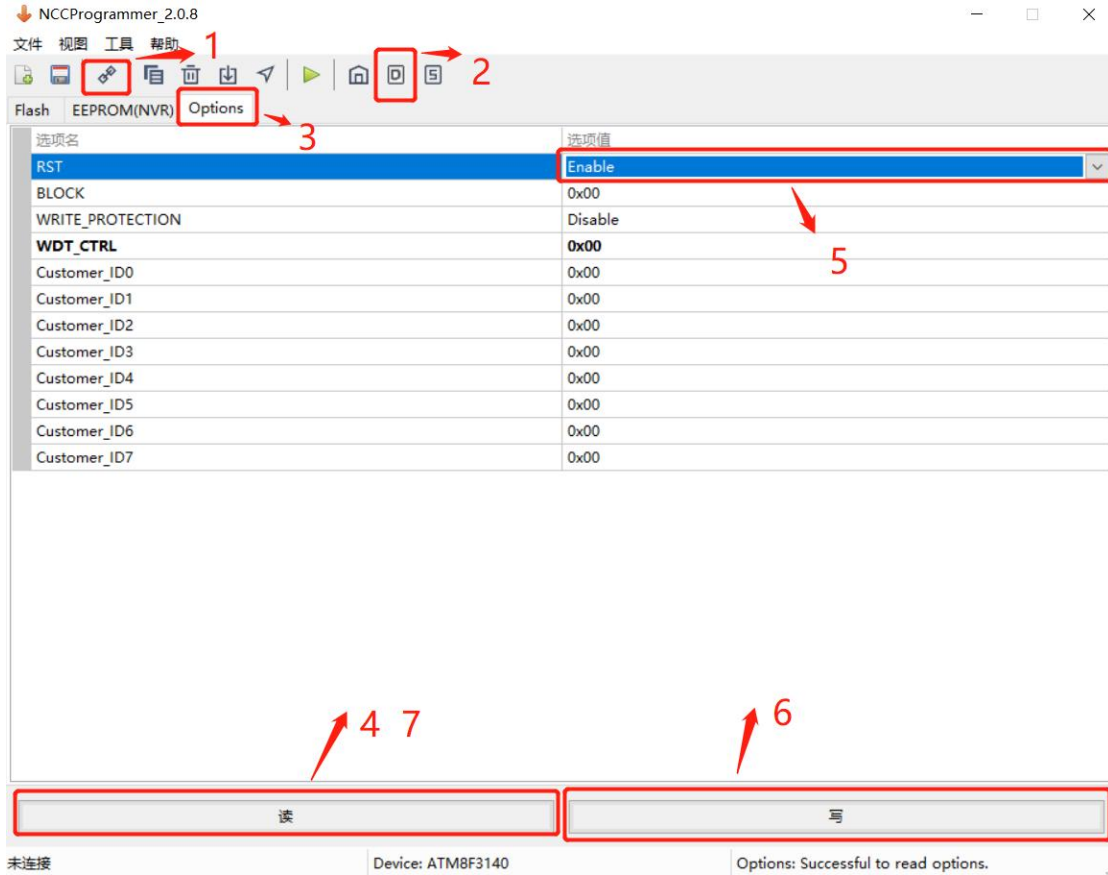 NCCProgrammer_2.0.8
文件 视图 工具 帮助
1
2
D S
Flash EEPROM(NVR) Options
3
选项名 选项值
RST Enable
BLOCK 0x00
WRITE_PROTECTION Disable
WDT_CTRL 0x00
5
Customer_ID0 0x00
Customer_ID1 0x00
Customer_ID2 0x00
Customer_ID3 0x00
Customer_ID4 0x00
Customer_ID5 0x00
Customer_ID6 0x00
Customer_ID7 0x00
4 7
6
读 写
未连接 Device: ATM8F3140 Options: Successful to read options.